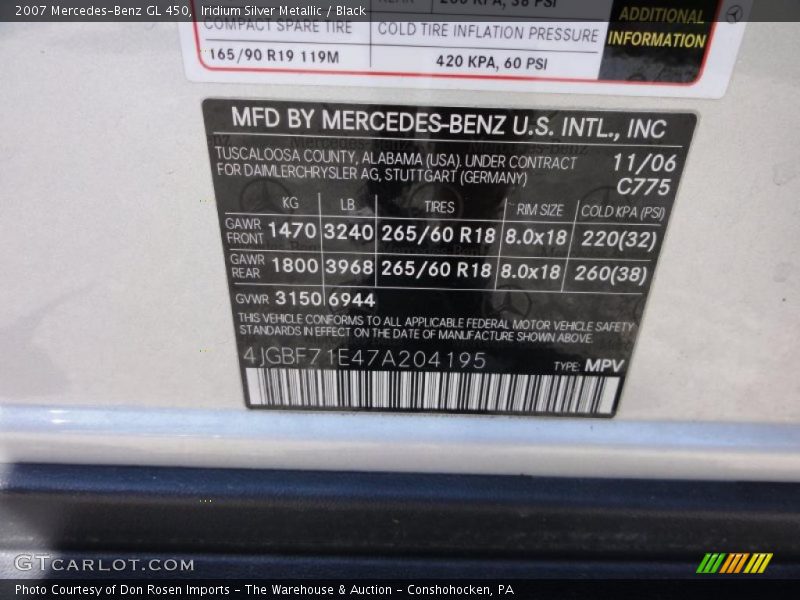 2007 Mercedes-Benz GL 450, Iridium Silver Metallic / Black
REAR 260 KPA, 38 PSI
COMPACT SPARE TIRE COLD TIRE INFLATION PRESSURE
165/90 R19 119M 420 KPA, 60 PSI
ADDITIONAL
INFORMATION
MFD BY MERCEDES-BENZ U.S. INTL., INC
TUSCALOOSA COUNTY, ALABAMA (USA). UNDER CONTRACT 11/06
FOR DAIMLERCHRYSLER AG, STUTTGART (GERMANY) C775
KG LB TIRES RIM SIZE COLD KPA (PSI)
GAWR FRONT 1470 3240 265/60 R18 8.0x18 220(32)
GAWR REAR 1800 3968 265/60 R18 8.0x18 260(38)
GVWR 3150 6944
THIS VEHICLE CONFORMS TO ALL APPLICABLE FEDERAL MOTOR VEHICLE SAFETY
STANDARDS IN EFFECT ON THE DATE OF MANUFACTURE SHOWN ABOVE.
4JGBF71E47A204195 TYPE: MPV
GTCARLOT.COM
Photo Courtesy of Don Rosen Imports - The Warehouse & Auction - Conshohocken, PA